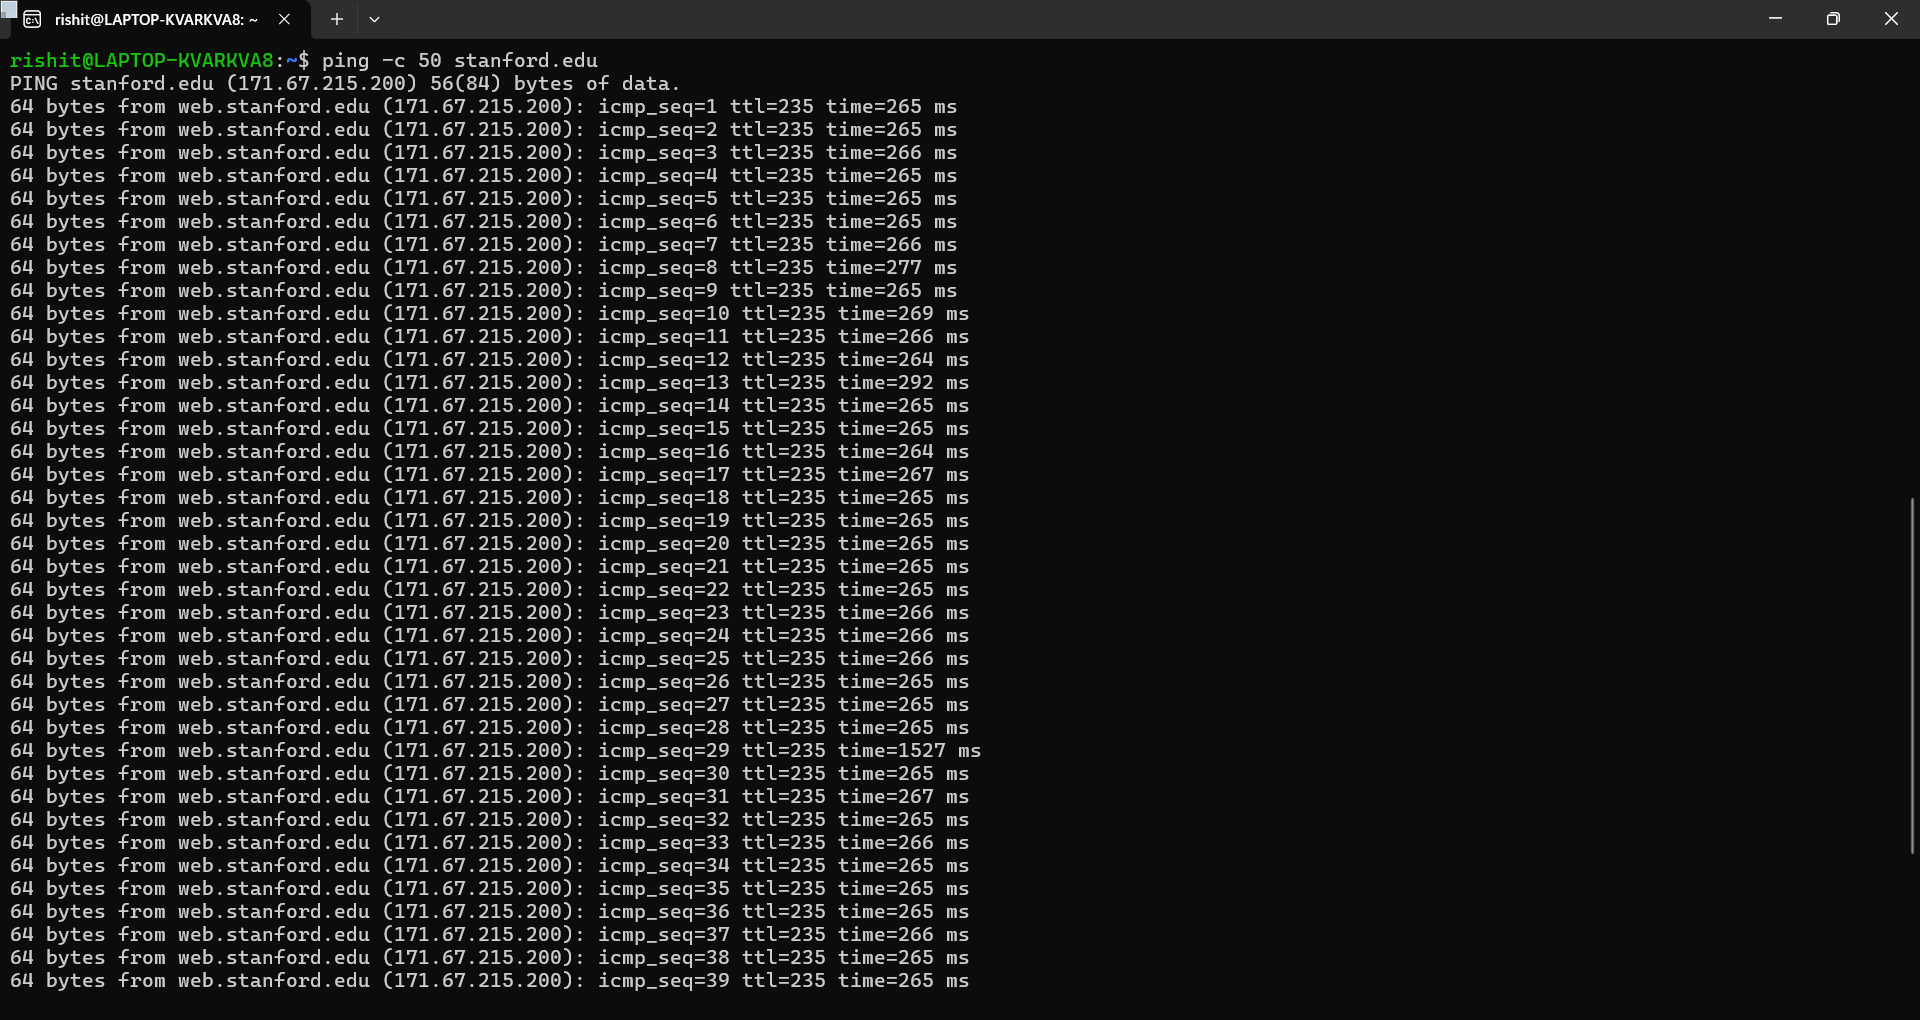 rishit@LAPTOP-KVARKVA8: ~
rishit@LAPTOP-KVARKVA8:~$ ping -c 50 stanford.edu
PING stanford.edu (171.67.215.200) 56(84) bytes of data.
64 bytes from web.stanford.edu (171.67.215.200): icmp_seq=1 ttl=235 time=265 ms
64 bytes from web.stanford.edu (171.67.215.200): icmp_seq=2 ttl=235 time=265 ms
64 bytes from web.stanford.edu (171.67.215.200): icmp_seq=3 ttl=235 time=266 ms
64 bytes from web.stanford.edu (171.67.215.200): icmp_seq=4 ttl=235 time=265 ms
64 bytes from web.stanford.edu (171.67.215.200): icmp_seq=5 ttl=235 time=265 ms
64 bytes from web.stanford.edu (171.67.215.200): icmp_seq=6 ttl=235 time=265 ms
64 bytes from web.stanford.edu (171.67.215.200): icmp_seq=7 ttl=235 time=266 ms
64 bytes from web.stanford.edu (171.67.215.200): icmp_seq=8 ttl=235 time=277 ms
64 bytes from web.stanford.edu (171.67.215.200): icmp_seq=9 ttl=235 time=265 ms
64 bytes from web.stanford.edu (171.67.215.200): icmp_seq=10 ttl=235 time=269 ms
64 bytes from web.stanford.edu (171.67.215.200): icmp_seq=11 ttl=235 time=266 ms
64 bytes from web.stanford.edu (171.67.215.200): icmp_seq=12 ttl=235 time=264 ms
64 bytes from web.stanford.edu (171.67.215.200): icmp_seq=13 ttl=235 time=292 ms
64 bytes from web.stanford.edu (171.67.215.200): icmp_seq=14 ttl=235 time=265 ms
64 bytes from web.stanford.edu (171.67.215.200): icmp_seq=15 ttl=235 time=265 ms
64 bytes from web.stanford.edu (171.67.215.200): icmp_seq=16 ttl=235 time=264 ms
64 bytes from web.stanford.edu (171.67.215.200): icmp_seq=17 ttl=235 time=267 ms
64 bytes from web.stanford.edu (171.67.215.200): icmp_seq=18 ttl=235 time=265 ms
64 bytes from web.stanford.edu (171.67.215.200): icmp_seq=19 ttl=235 time=265 ms
64 bytes from web.stanford.edu (171.67.215.200): icmp_seq=20 ttl=235 time=265 ms
64 bytes from web.stanford.edu (171.67.215.200): icmp_seq=21 ttl=235 time=265 ms
64 bytes from web.stanford.edu (171.67.215.200): icmp_seq=22 ttl=235 time=265 ms
64 bytes from web.stanford.edu (171.67.215.200): icmp_seq=23 ttl=235 time=266 ms
64 bytes from web.stanford.edu (171.67.215.200): icmp_seq=24 ttl=235 time=266 ms
64 bytes from web.stanford.edu (171.67.215.200): icmp_seq=25 ttl=235 time=266 ms
64 bytes from web.stanford.edu (171.67.215.200): icmp_seq=26 ttl=235 time=265 ms
64 bytes from web.stanford.edu (171.67.215.200): icmp_seq=27 ttl=235 time=265 ms
64 bytes from web.stanford.edu (171.67.215.200): icmp_seq=28 ttl=235 time=265 ms
64 bytes from web.stanford.edu (171.67.215.200): icmp_seq=29 ttl=235 time=1527 ms
64 bytes from web.stanford.edu (171.67.215.200): icmp_seq=30 ttl=235 time=265 ms
64 bytes from web.stanford.edu (171.67.215.200): icmp_seq=31 ttl=235 time=267 ms
64 bytes from web.stanford.edu (171.67.215.200): icmp_seq=32 ttl=235 time=265 ms
64 bytes from web.stanford.edu (171.67.215.200): icmp_seq=33 ttl=235 time=266 ms
64 bytes from web.stanford.edu (171.67.215.200): icmp_seq=34 ttl=235 time=265 ms
64 bytes from web.stanford.edu (171.67.215.200): icmp_seq=35 ttl=235 time=265 ms
64 bytes from web.stanford.edu (171.67.215.200): icmp_seq=36 ttl=235 time=265 ms
64 bytes from web.stanford.edu (171.67.215.200): icmp_seq=37 ttl=235 time=266 ms
64 bytes from web.stanford.edu (171.67.215.200): icmp_seq=38 ttl=235 time=265 ms
64 bytes from web.stanford.edu (171.67.215.200): icmp_seq=39 ttl=235 time=265 ms